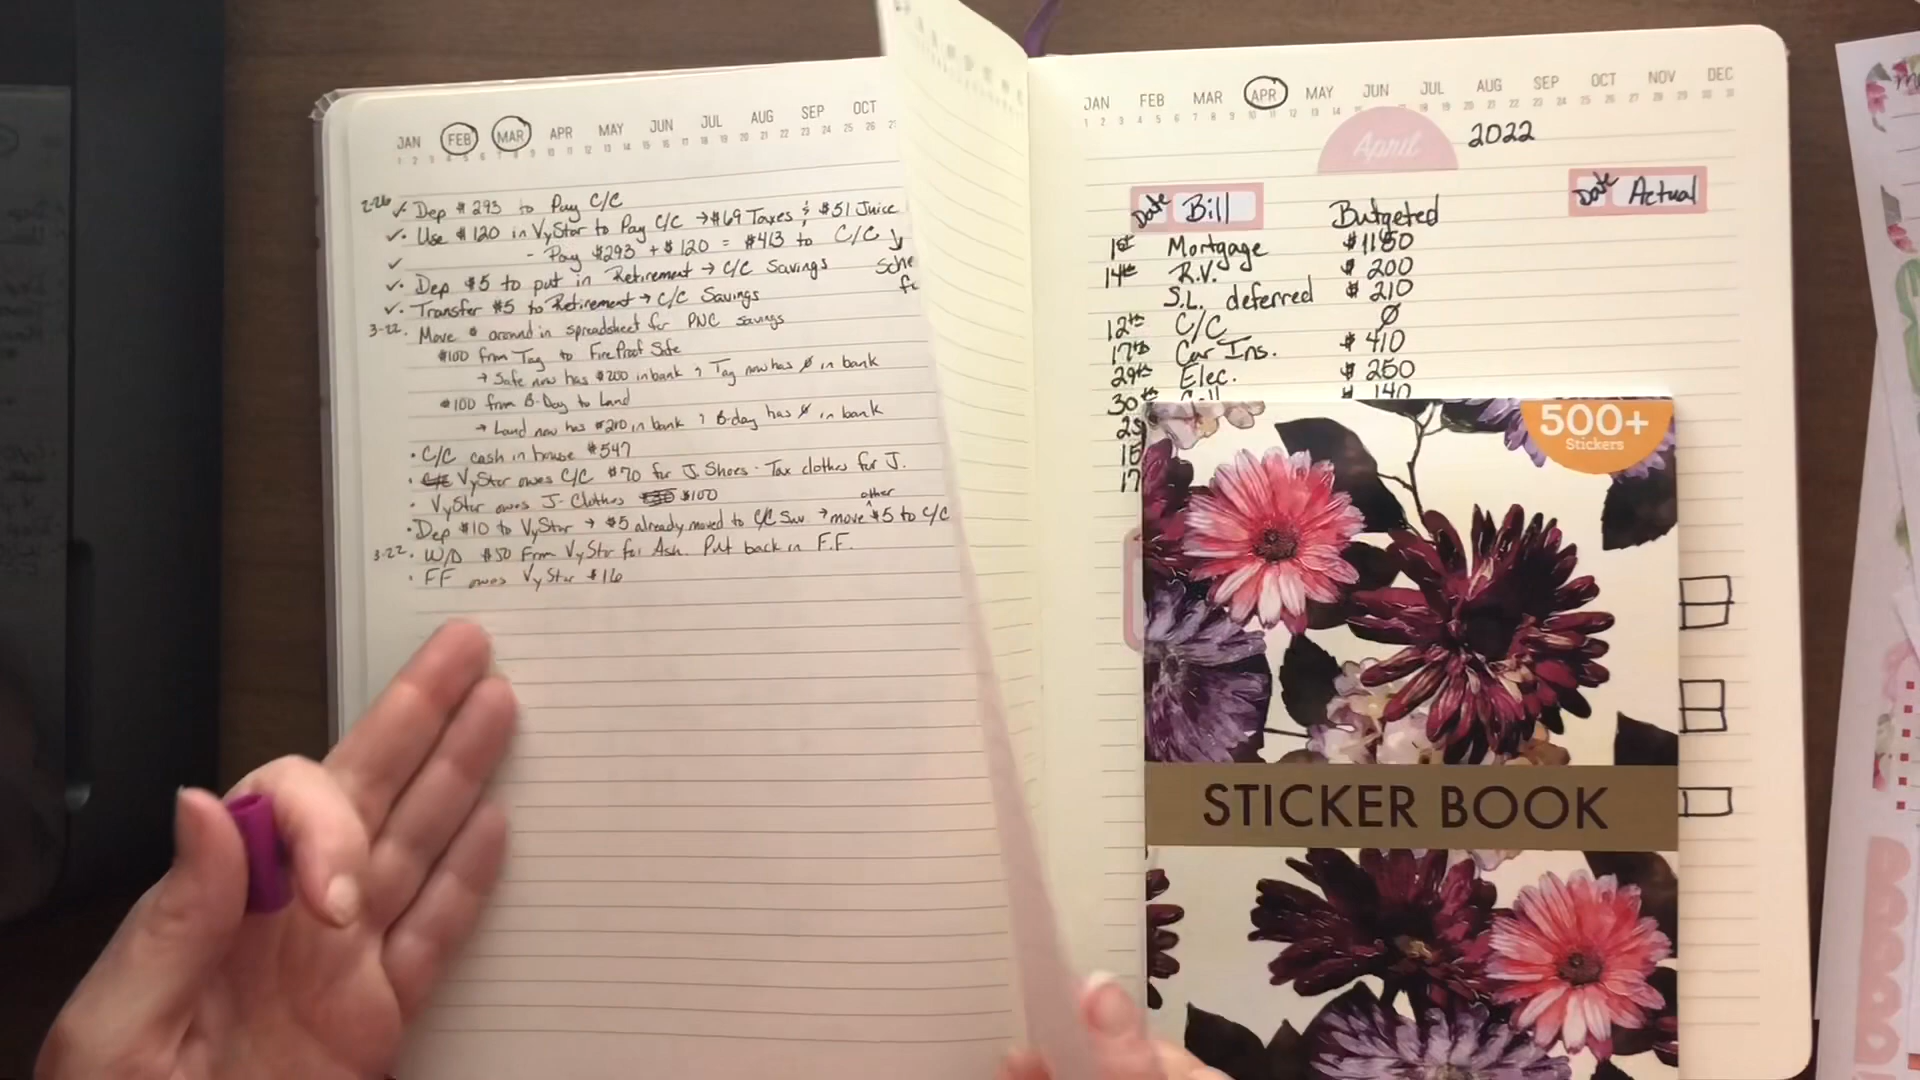 JAN FEB MAR APR MAY JUN JUL AUG SEP OCT
2-26 ✓. Dep $293 to Pay C/C
✓. Use $120 in VyStar to Pay C/C → $69 Taxes & $51 Juice
✓ - Pay $293 + $120 = $413 to C/C ↓
✓. Dep $5 to put in Retirement → C/C Savings Sche
✓. Transfer $5 to Retirement → C/C Savings
3-22. Move $ around in spreadsheet for PNC savings
$100 from Tag to Fire Proof Safe
→ Safe now has $200 in bank & Tag now has ∅ in bank
$100 from B-Day to Land
→ Land now has $200 in bank & B-day has ∅ in bank
• C/C cash in house $547
• VyStar owes C/C $70 for J. Shoes - Tax clothes for J.
• VyStar owes J-Clothes $100
other
• Dep $10 to VyStar → $5 already moved to C/C Sav → move $5 to C/C
3-22. W/D $50 From VyStar for Ash. Put back in F.F.
• FF owes VyStar $16
JAN FEB MAR APR MAY JUN JUL AUG SEP OCT NOV DEC
April 2022
Date Bill Budgeted Date Actual
1st Mortgage $1150
14th R.V. $200
S.L. deferred $210
12th C/C ∅
17th Car Ins. $410
29th Elec. $250
30th Cell 140
15
17
500+
Stickers
STICKER BOOK